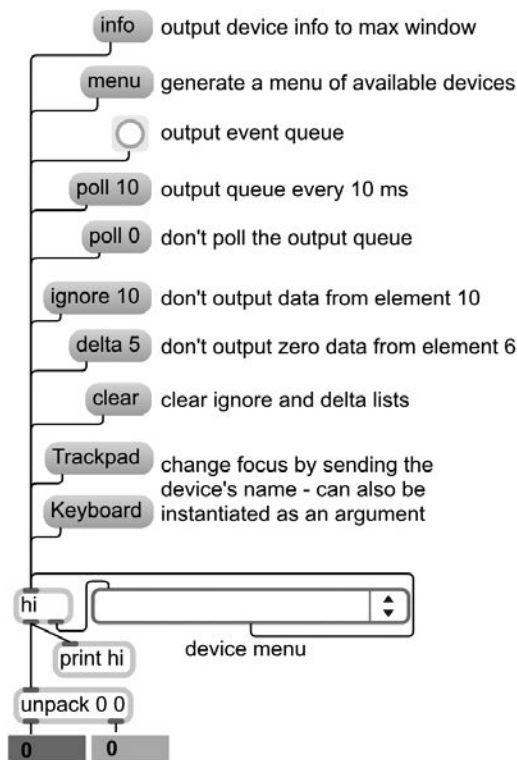 info output device info to max window
menu generate a menu of available devices
output event queue
poll 10 output queue every 10 ms
poll 0 don't poll the output queue
ignore 10 don't output data from element 10
delta 5 don't output zero data from element 6
clear clear ignore and delta lists
Trackpad change focus by sending the
device's name - can also be
Keyboard instantiated as an argument
hi
print hi
device menu
unpack 0 0
0 0